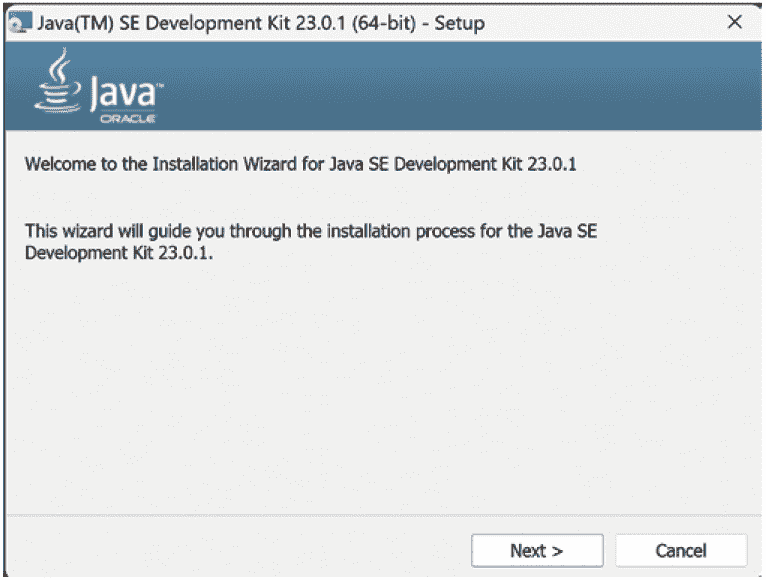 Java(TM) SE Development Kit 23.0.1 (64-bit) - Setup
Java™
ORACLE
Welcome to the Installation Wizard for Java SE Development Kit 23.0.1
This wizard will guide you through the installation process for the Java SE
Development Kit 23.0.1.
Next >
Cancel